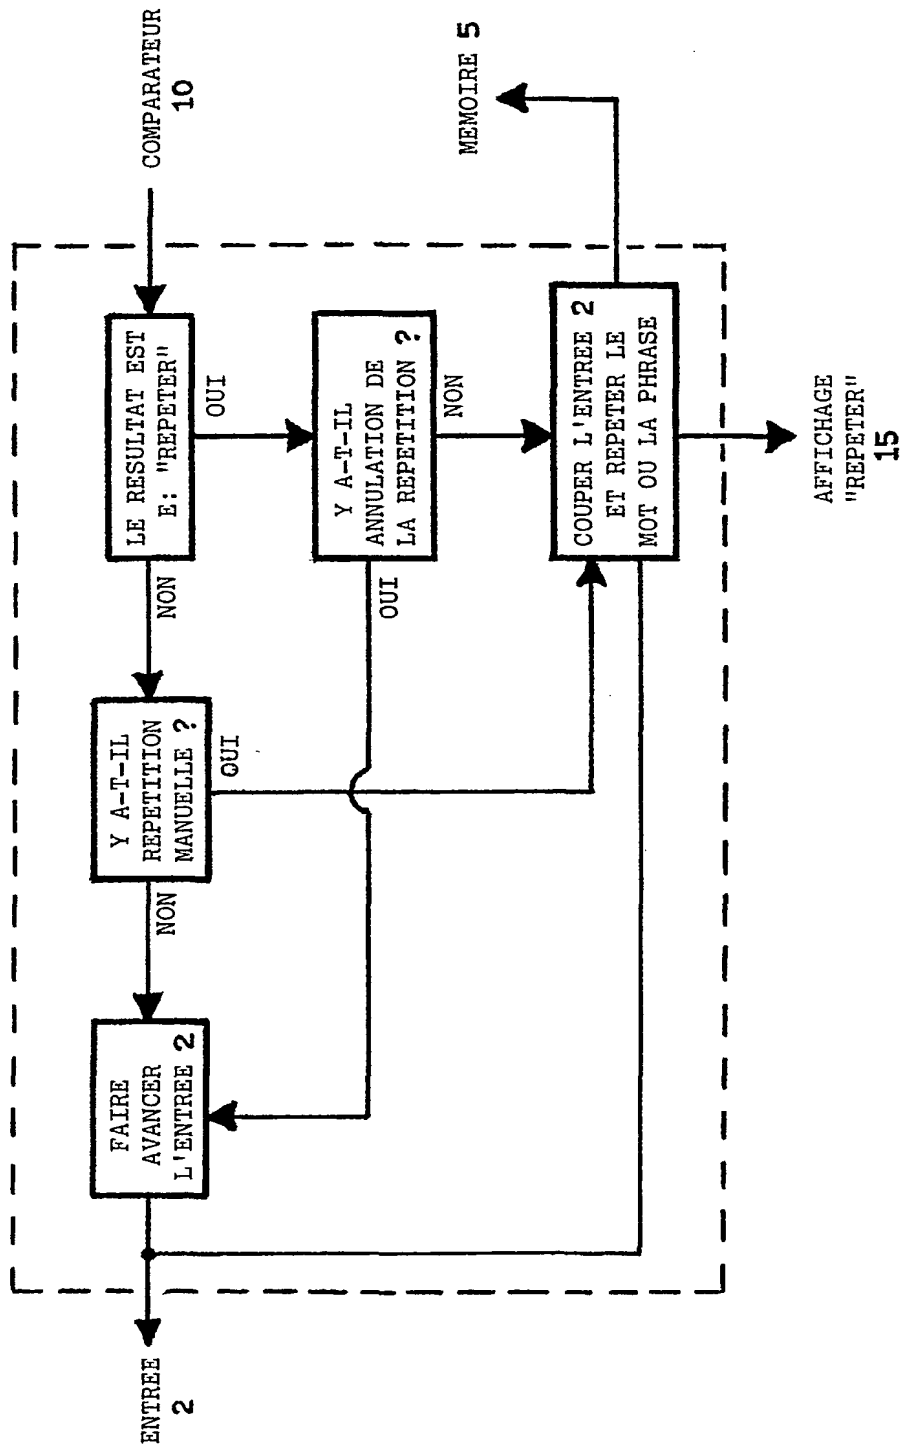 COMPARATEUR
10
MEMOIRE 5
LE RESULTAT EST
E: "REPETER"
OUI
NON
Y A-T-IL
ANNULATION DE
LA REPETITION ?
NON
OUI
COUPER L'ENTREE 2
ET REPETER LE
MOT OU LA PHRASE
AFFICHAGE
"REPETER"
15
Y A-T-IL
REPETITION
MANUELLE ?
OUI
NON
FAIRE
AVANCER
L'ENTREE 2
ENTREE
2